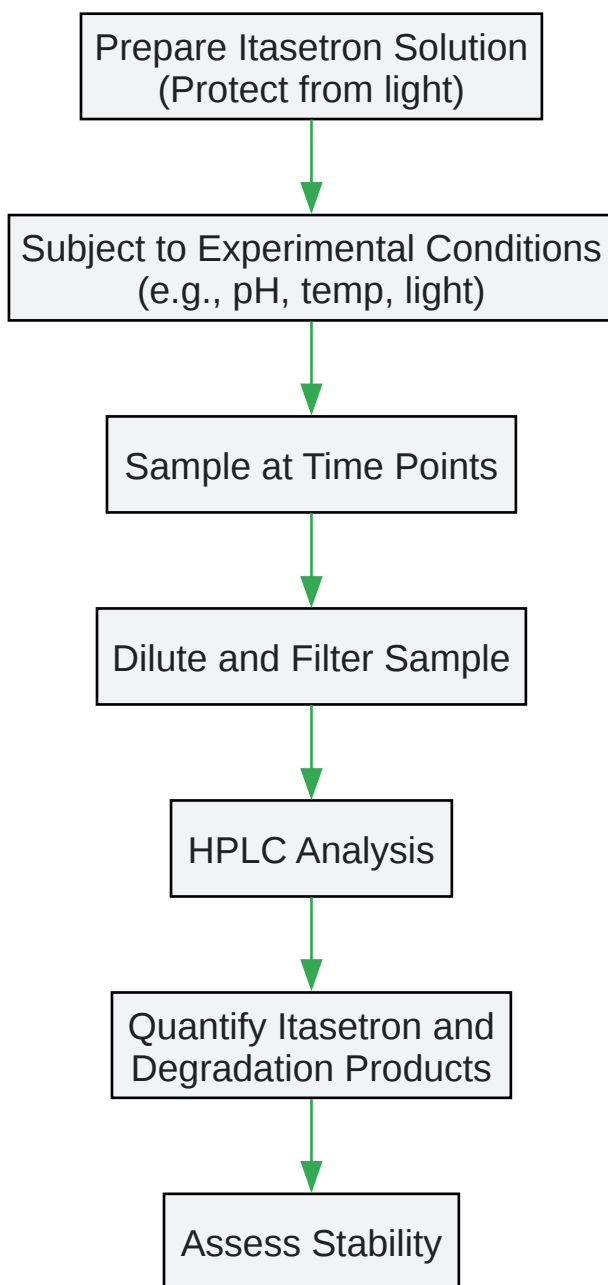 Prepare Itasetron Solution
(Protect from light)
Subject to Experimental Conditions
(e.g., pH, temp, light)
Sample at Time Points
Dilute and Filter Sample
HPLC Analysis
Quantify Itasetron and
Degradation Products
Assess Stability